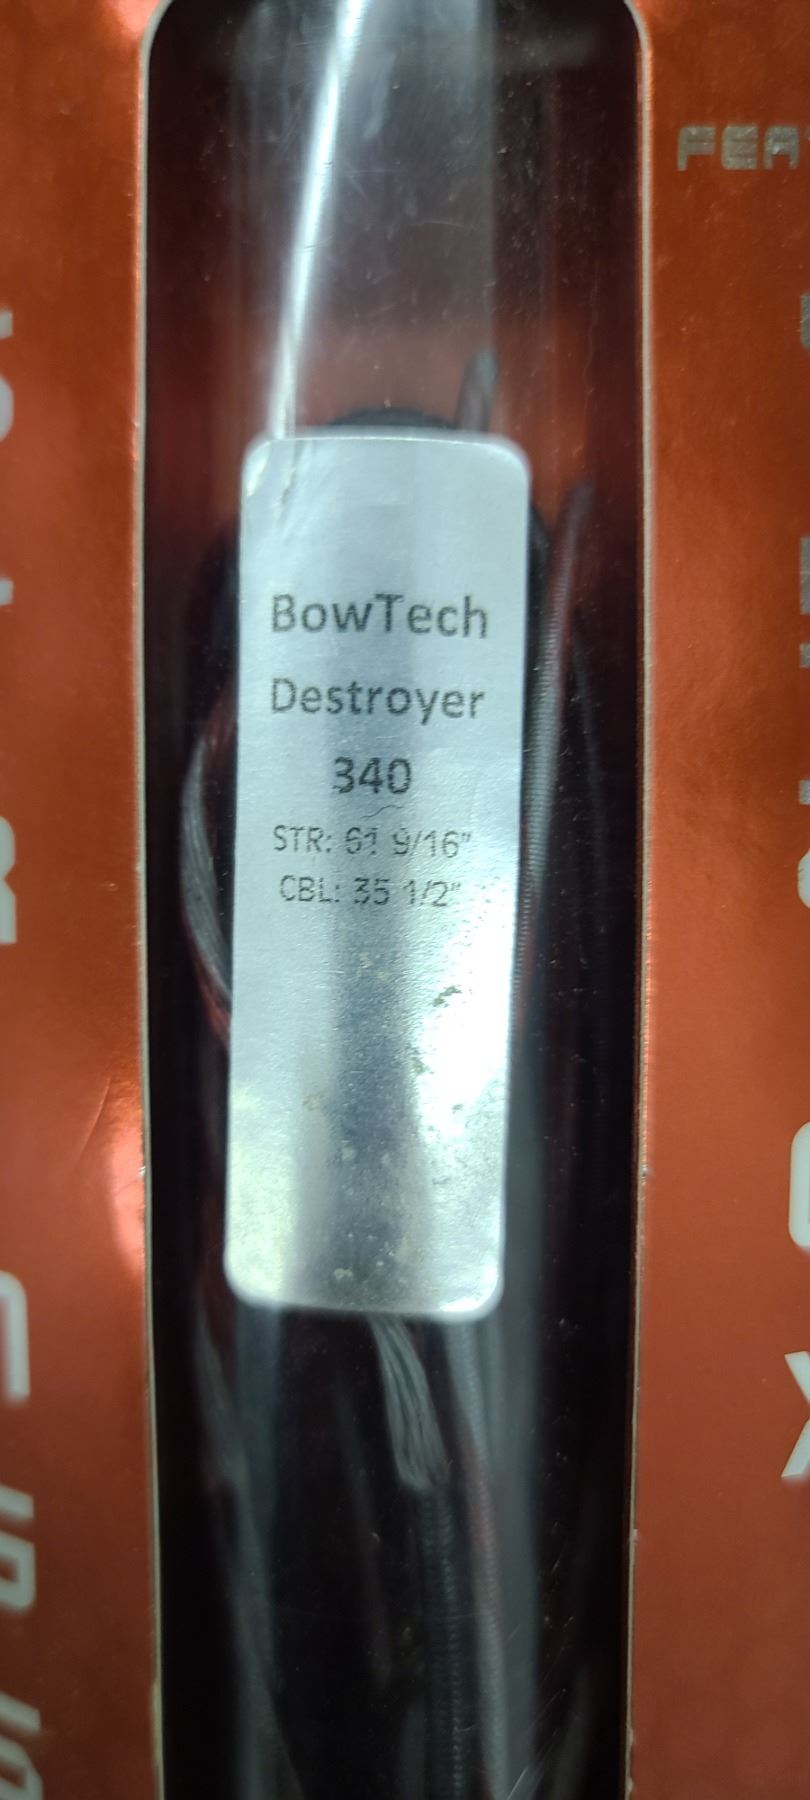 BowTech
Destroyer
340
STR: 61 9/16"
CBL: 35 1/2"